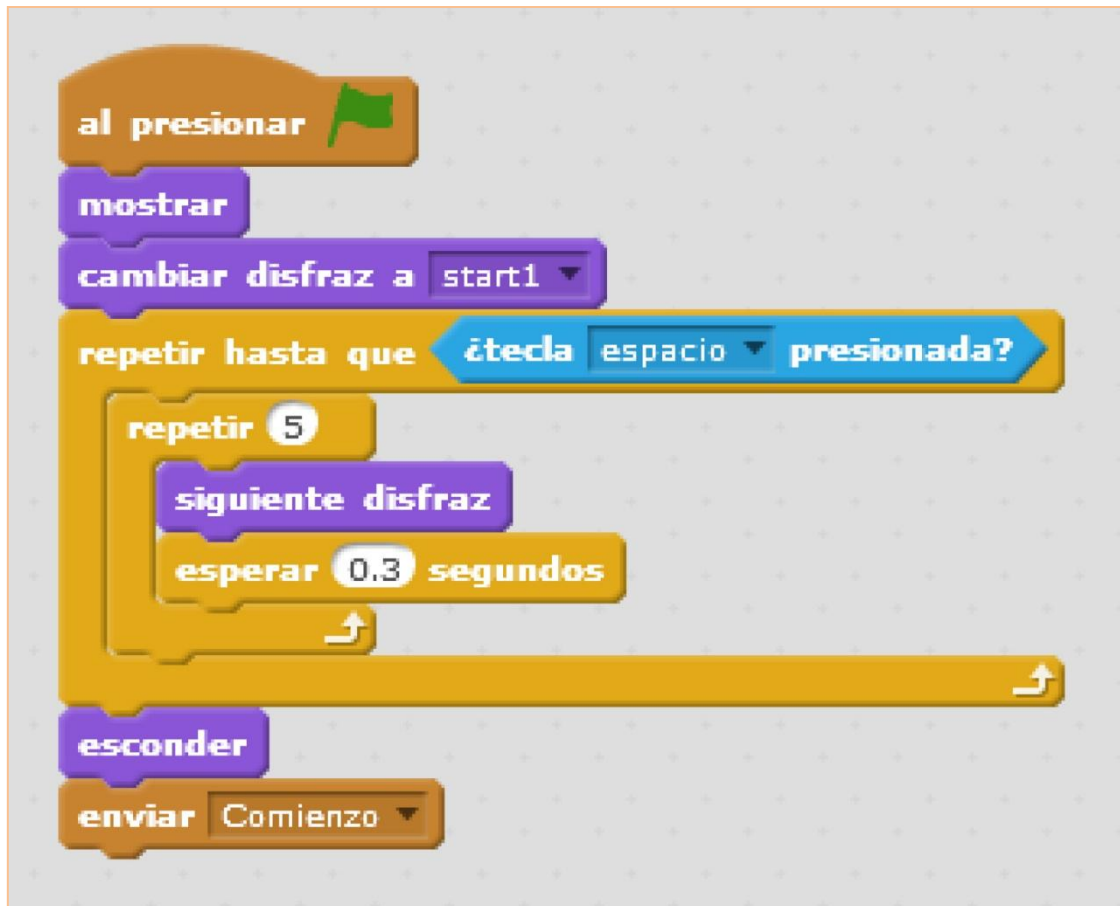 al presionar
mostrar
cambiar disfraz a start1
repetir hasta que ¿tecla espacio presionada?
repetir 5
siguiente disfraz
esperar 0.3 segundos
esconder
enviar Comienzo